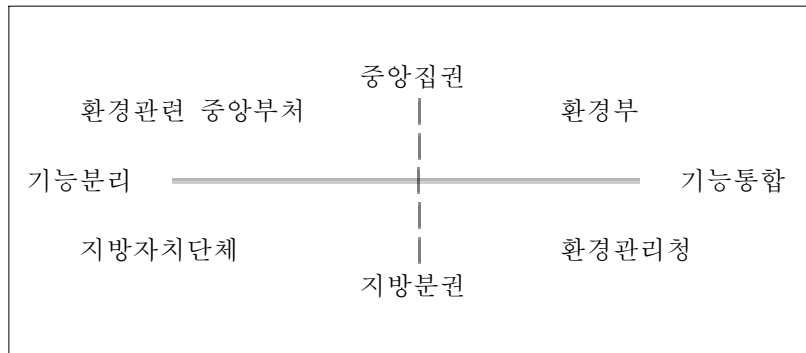 중앙집권
환경관련 중앙부처
환경부
기능분리
기능통합
지방자치단체
환경관리청
지방분권